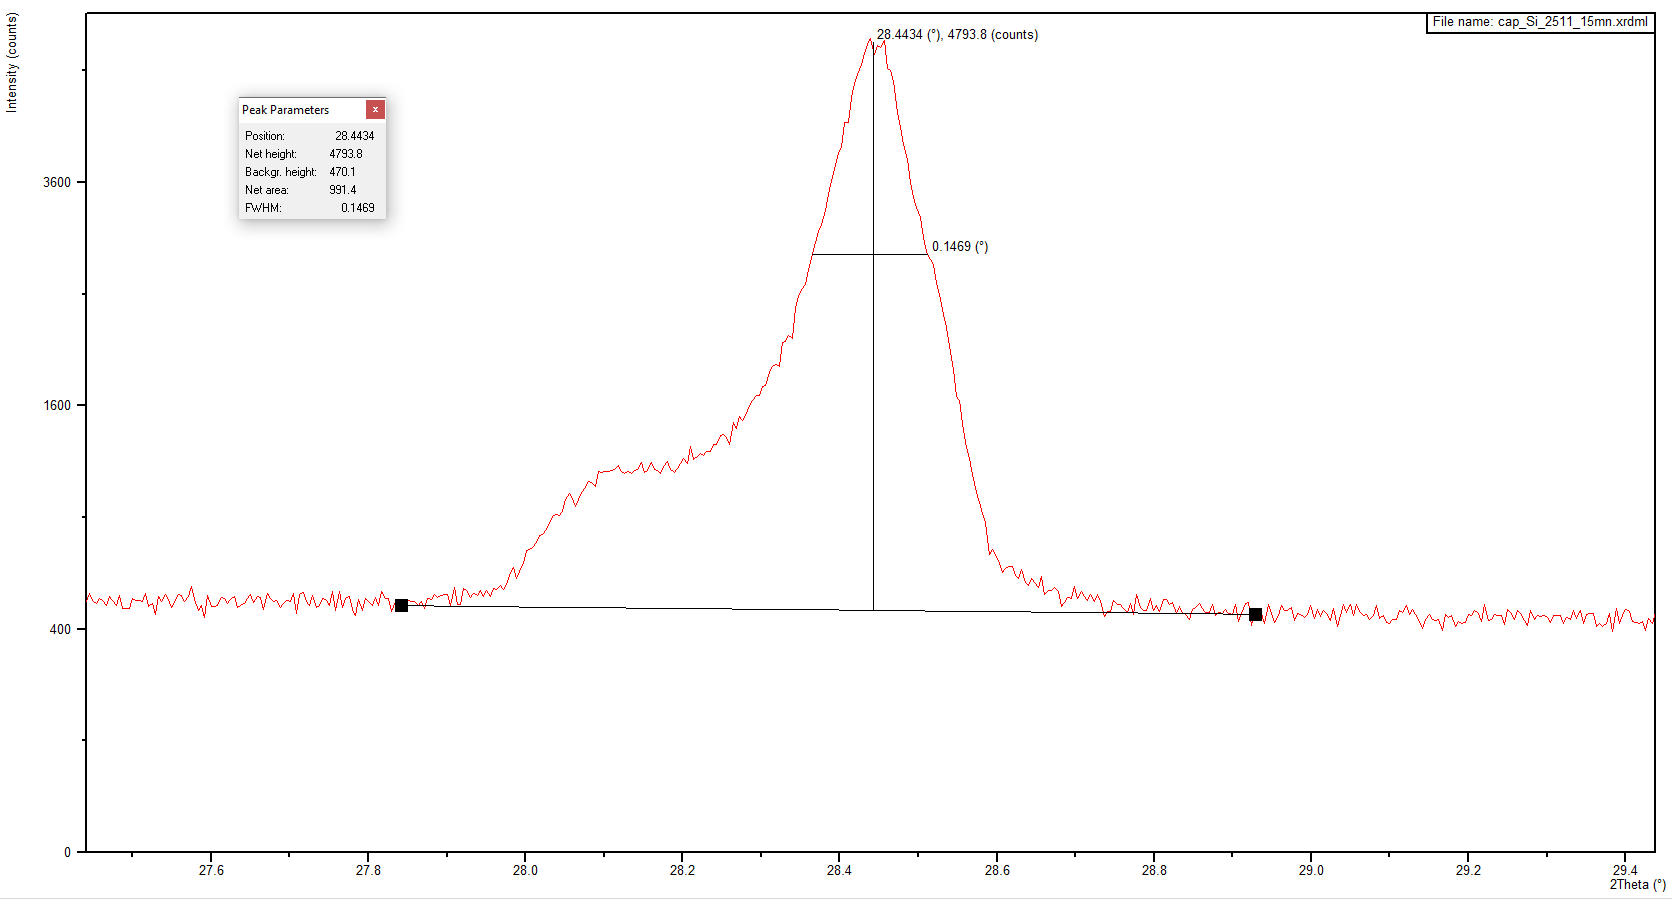 Intensity (counts)
File name: cap_Si_2511_15mn.xrdml
28.4434 (°), 4793.8 (counts)
Peak Parameters
x
Position: 28.4434
Net height: 4793.8
Backgr. height: 470.1
Net area: 991.4
FWHM: 0.1469
3600
0.1469 (°)
1600
400
0
27.6 27.8 28.0 28.2 28.4 28.6 28.8 29.0 29.2 29.4
2Theta (°)